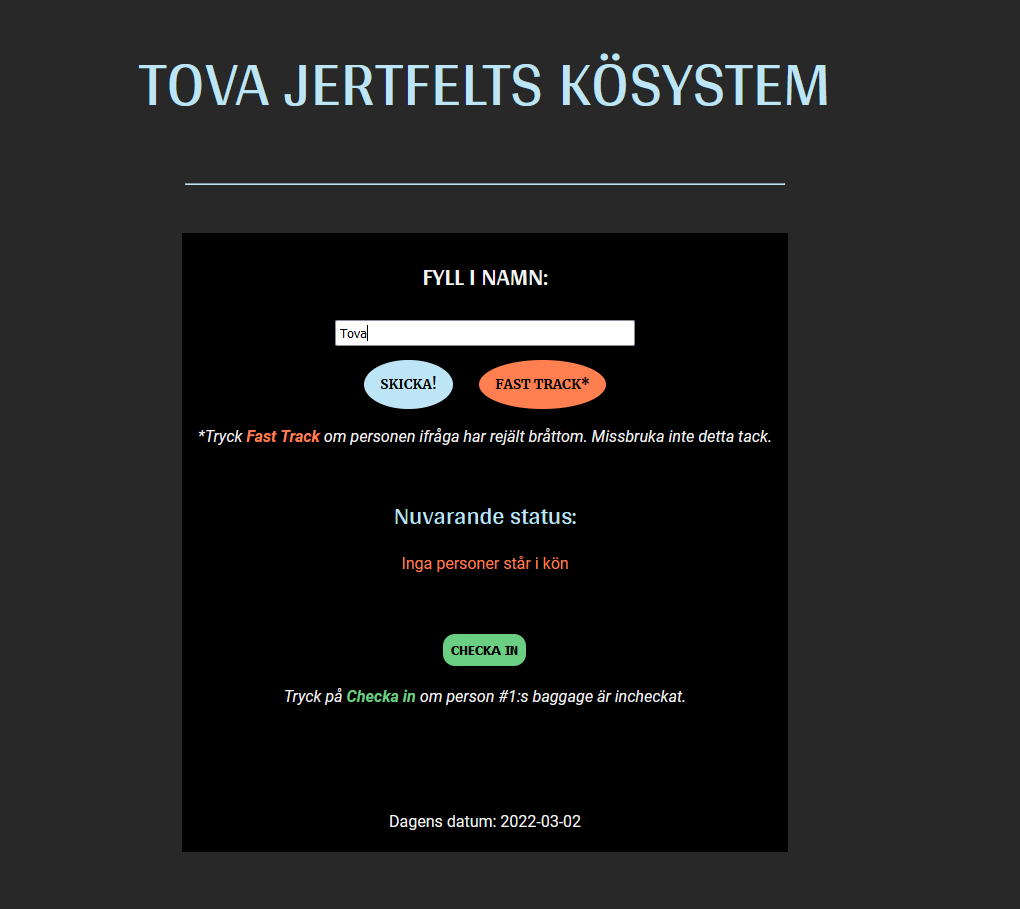 TOVA JERTFELTS KÖSYSTEM
FYLL I NAMN:
Tova
SKICKA! FAST TRACK*
*Tryck Fast Track om personen ifråga har rejält bråttom. Missbruka inte detta tack.
Nuvarande status:
Inga personer står i kön
CHECKA IN
Tryck på Checka in om person #1:s baggage är incheckat.
Dagens datum: 2022-03-02